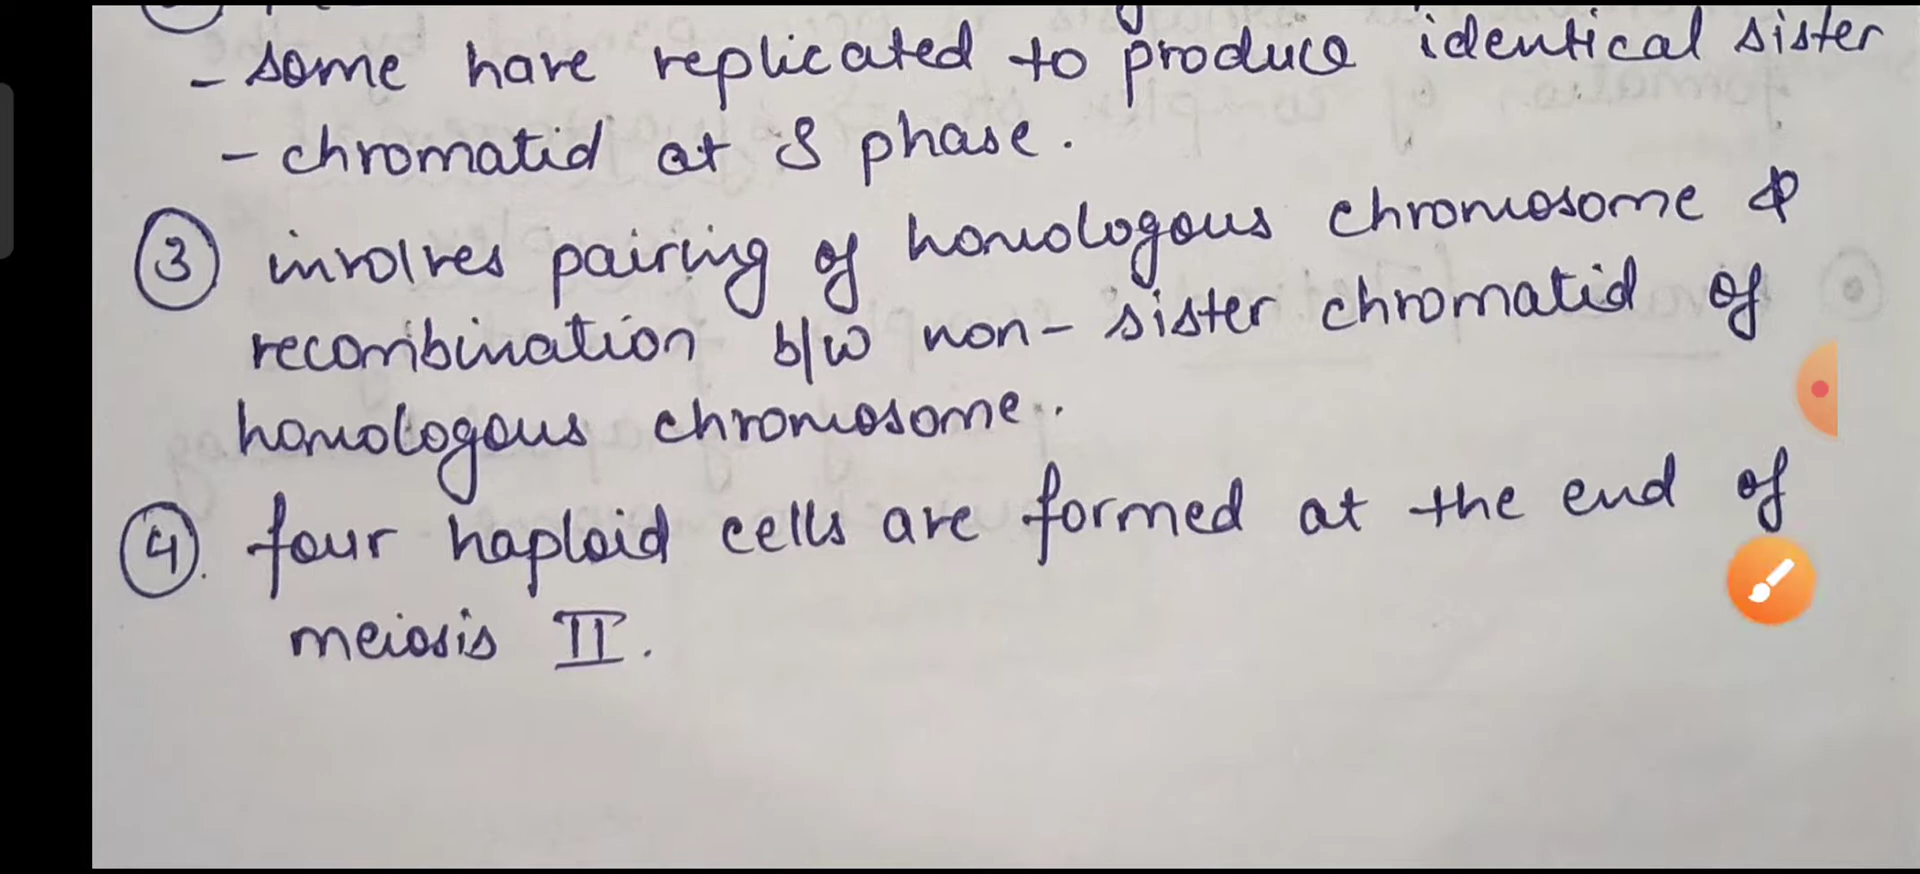 - some have replicated to produce identical sister
- chromatid at S phase.
③ involves pairing of homologous chromosome &
recombination b/w non-sister chromatid of
homologous chromosome.
④. four haploid cells are formed at the end of
meiosis II.